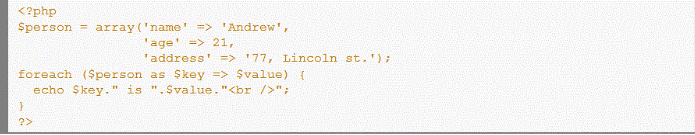 <?php
$person = array('name' => 'Andrew',
                'age' => 21,
                'address' => '77, Lincoln st.');
foreach ($person as $key => $value) {
  echo $key." is ".$value."<br />";
}
?>